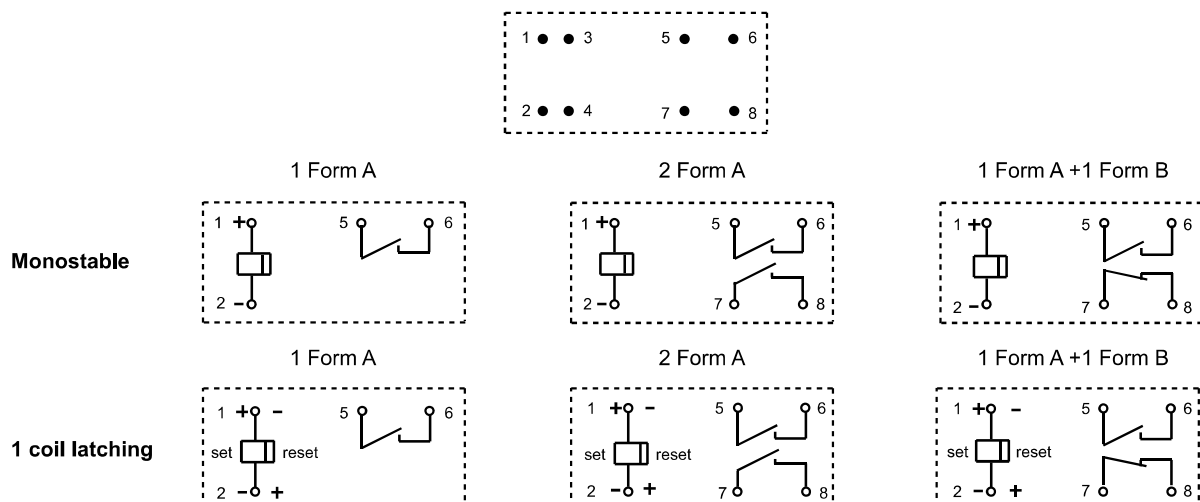 1 3 5 6
2 4 7 8
1 Form A 2 Form A 1 Form A +1 Form B
1 + 5 6 1 + 5 6 1 + 5 6
Monostable
2 - 2 - 7 8 2 - 7 8
1 Form A 2 Form A 1 Form A +1 Form B
1 + - 5 6 1 + - 5 6 1 + - 5 6
1 coil latching set reset set reset set reset
2 - + 2 - + 7 8 2 - + 7 8